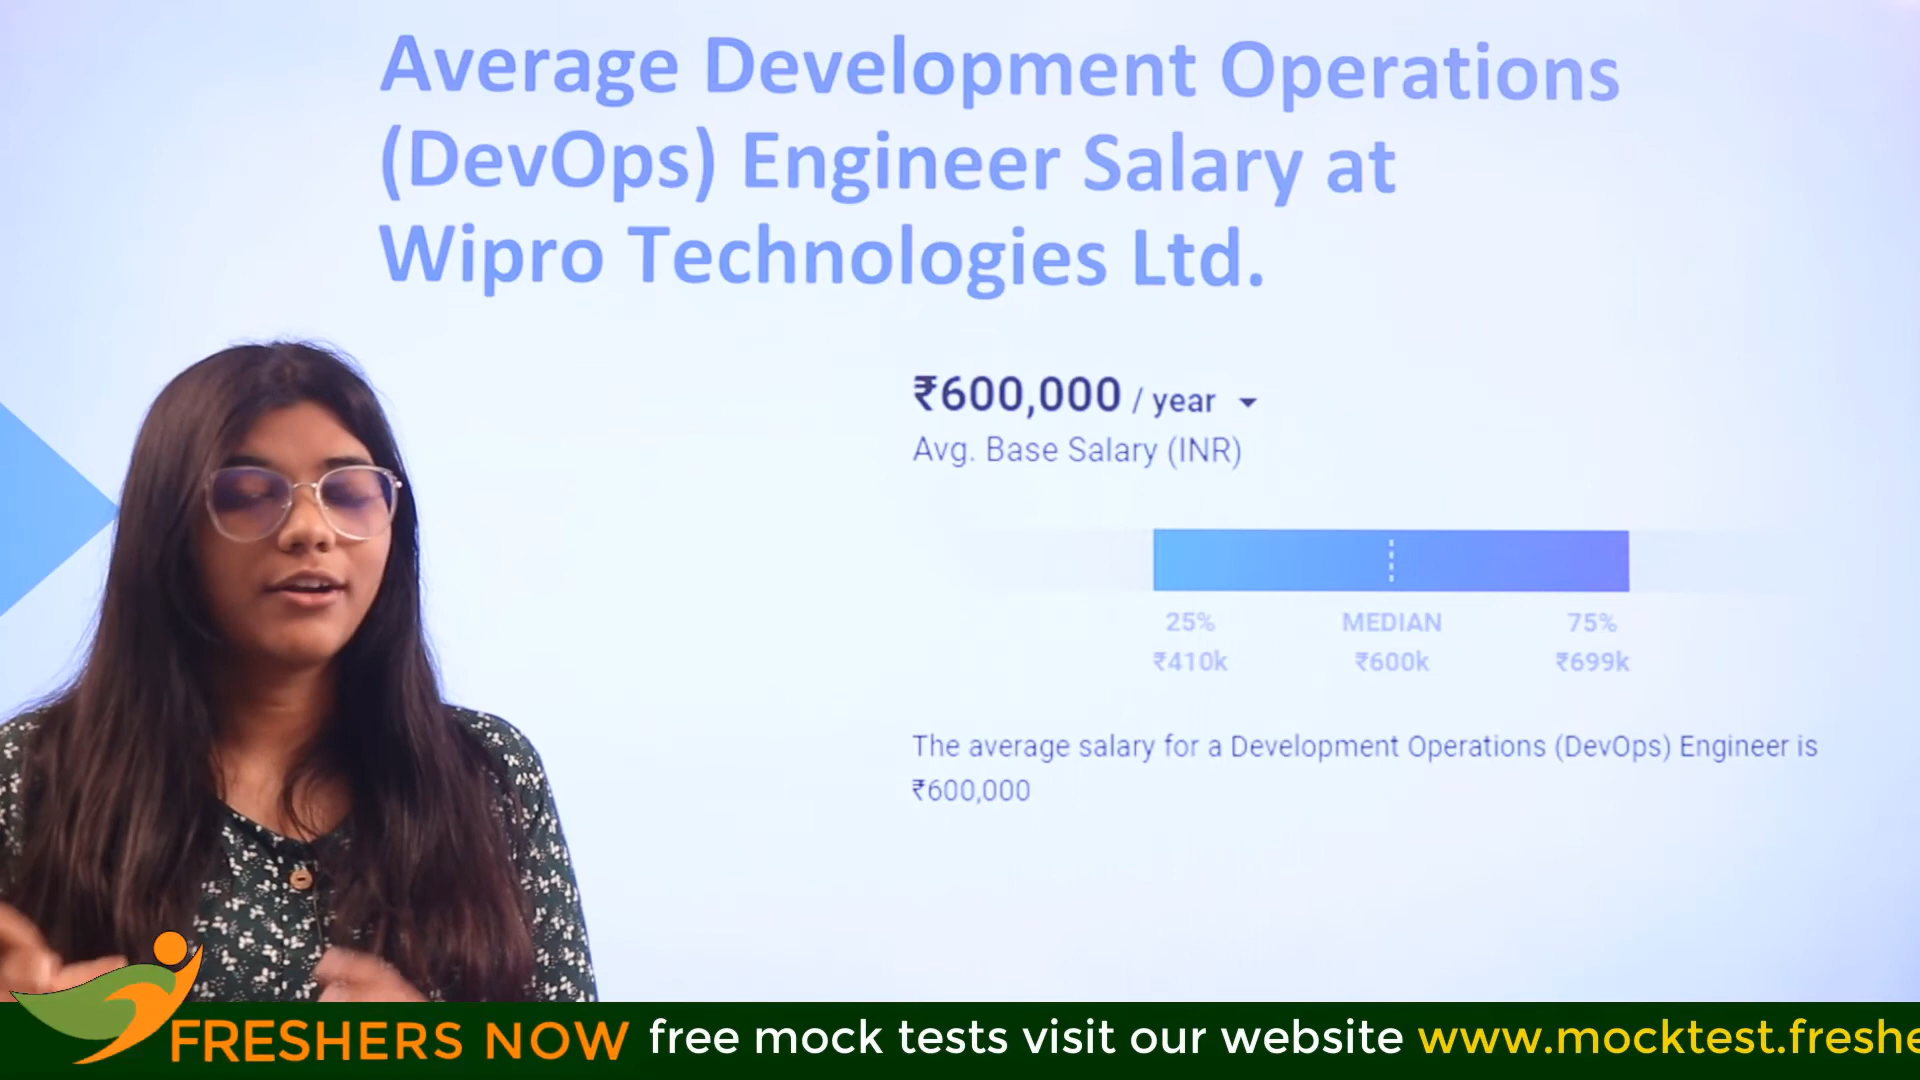 Average Development Operations
(DevOps) Engineer Salary at
Wipro Technologies Ltd.
₹600,000 / year
Avg. Base Salary (INR)
25% MEDIAN 75%
₹410k ₹600k ₹699k
The average salary for a Development Operations (DevOps) Engineer is
₹600,000
FRESHERS NOW free mock tests visit our website www.mocktest.freshe